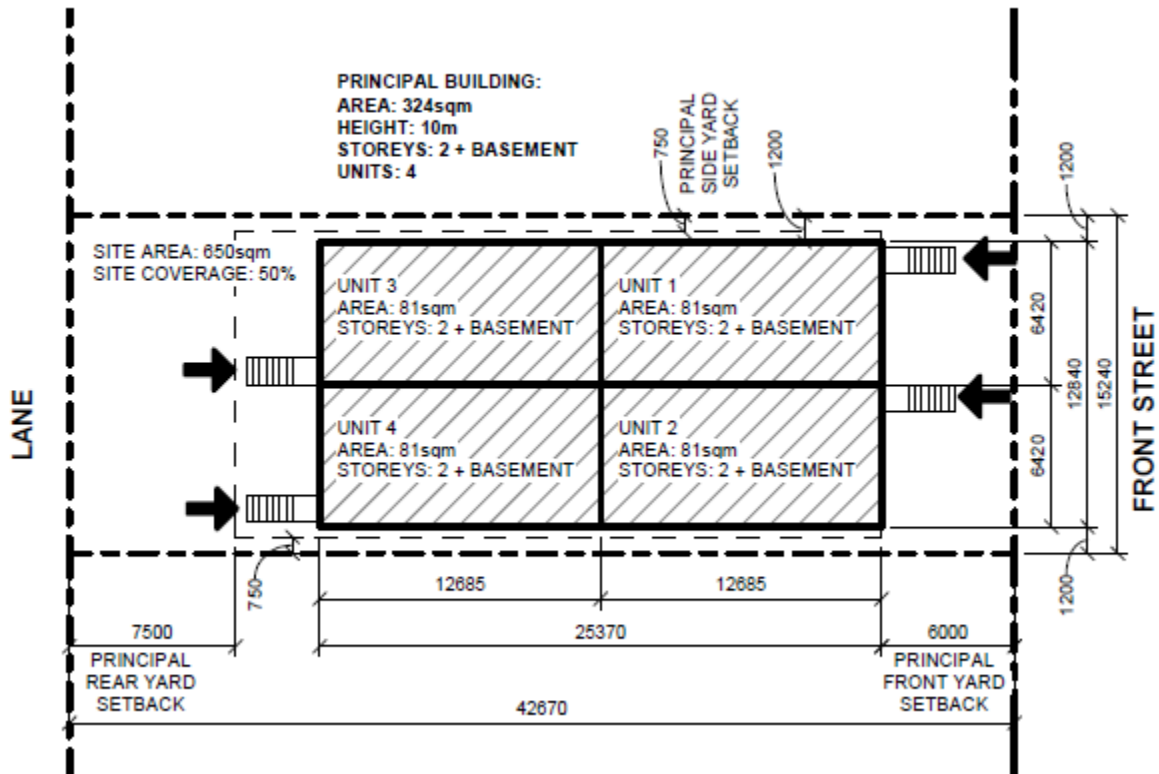 PRINCIPAL BUILDING:
AREA: 324sqm
HEIGHT: 10m
STOREYS: 2 + BASEMENT
UNITS: 4
750
PRINCIPAL
SIDE YARD
SETBACK
1200
1200
SITE AREA: 650sqm
SITE COVERAGE: 50%
UNIT 3
AREA: 81sqm
STOREYS: 2 + BASEMENT
UNIT 1
AREA: 81sqm
STOREYS: 2 + BASEMENT
UNIT 4
AREA: 81sqm
STOREYS: 2 + BASEMENT
UNIT 2
AREA: 81sqm
STOREYS: 2 + BASEMENT
LANE
6420
6420
12840
15240
FRONT STREET
750
1200
12685
12685
7500
25370
6000
PRINCIPAL
REAR YARD
SETBACK
PRINCIPAL
FRONT YARD
SETBACK
42670